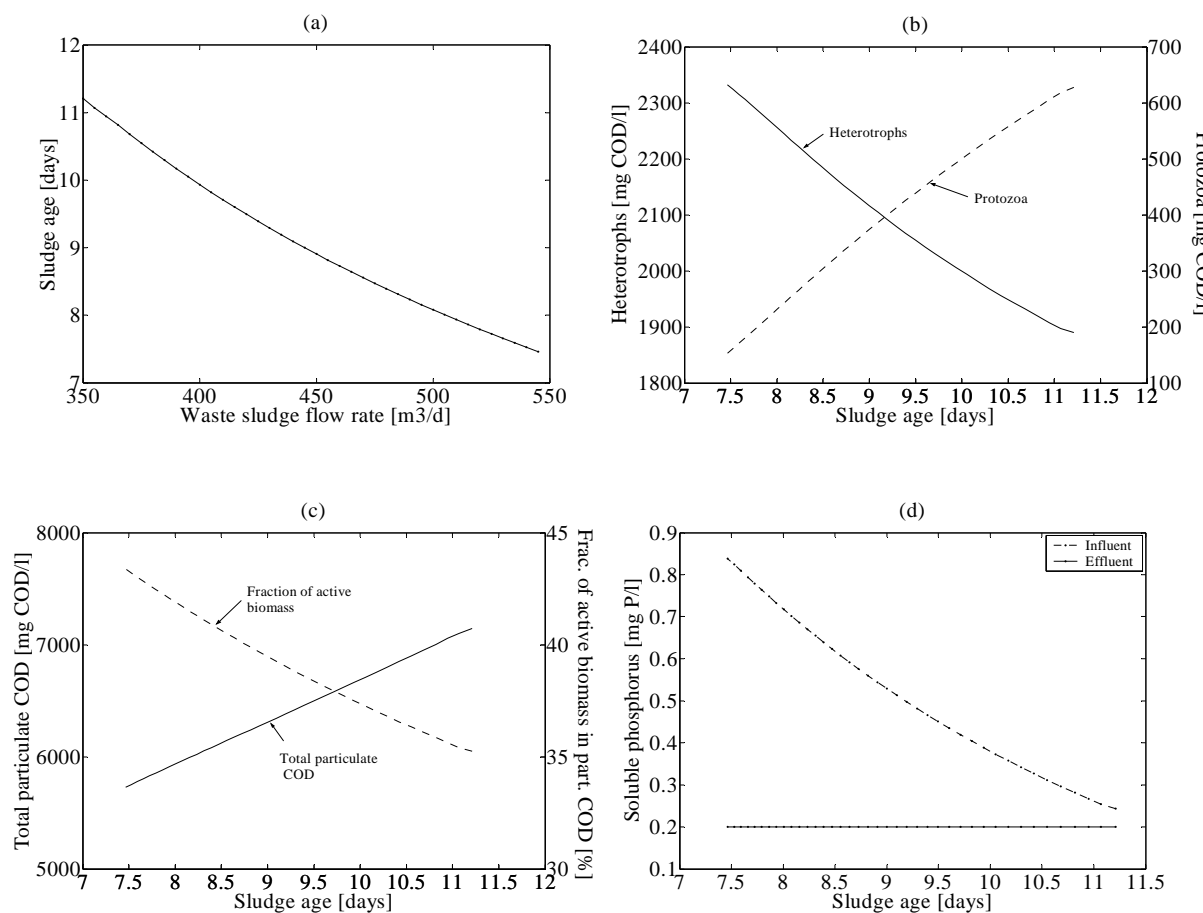 (a)
12
11
10
9
8
7
Sludge age [days]
350
400
450
500
550
Waste sludge flow rate [m3/d]
(b)
2400
2300
2200
2100
2000
1900
1800
Heterotrophs [mg COD/l]
Heterotrophs
Protozoa
700
600
500
400
300
200
100
[mg COD/l]
7 7.5 8 8.5 9 9.5 10 10.5 11 11.5 12
Sludge age [days]
(c)
8000
7000
6000
5000
Total particulate COD [mg COD/l]
Fraction of active
biomass
Total particulate
COD
45
40
35
30
Frac. of active biomass in part. COD [%]
7 7.5 8 8.5 9 9.5 10 10.5 11 11.5 12
Sludge age [days]
(d)
0.9
0.8
0.7
0.6
0.5
0.4
0.3
0.2
0.1
Soluble phosphorus [mg P/l]
Influent
Effluent
7 7.5 8 8.5 9 9.5 10 10.5 11 11.5
Sludge age [days]